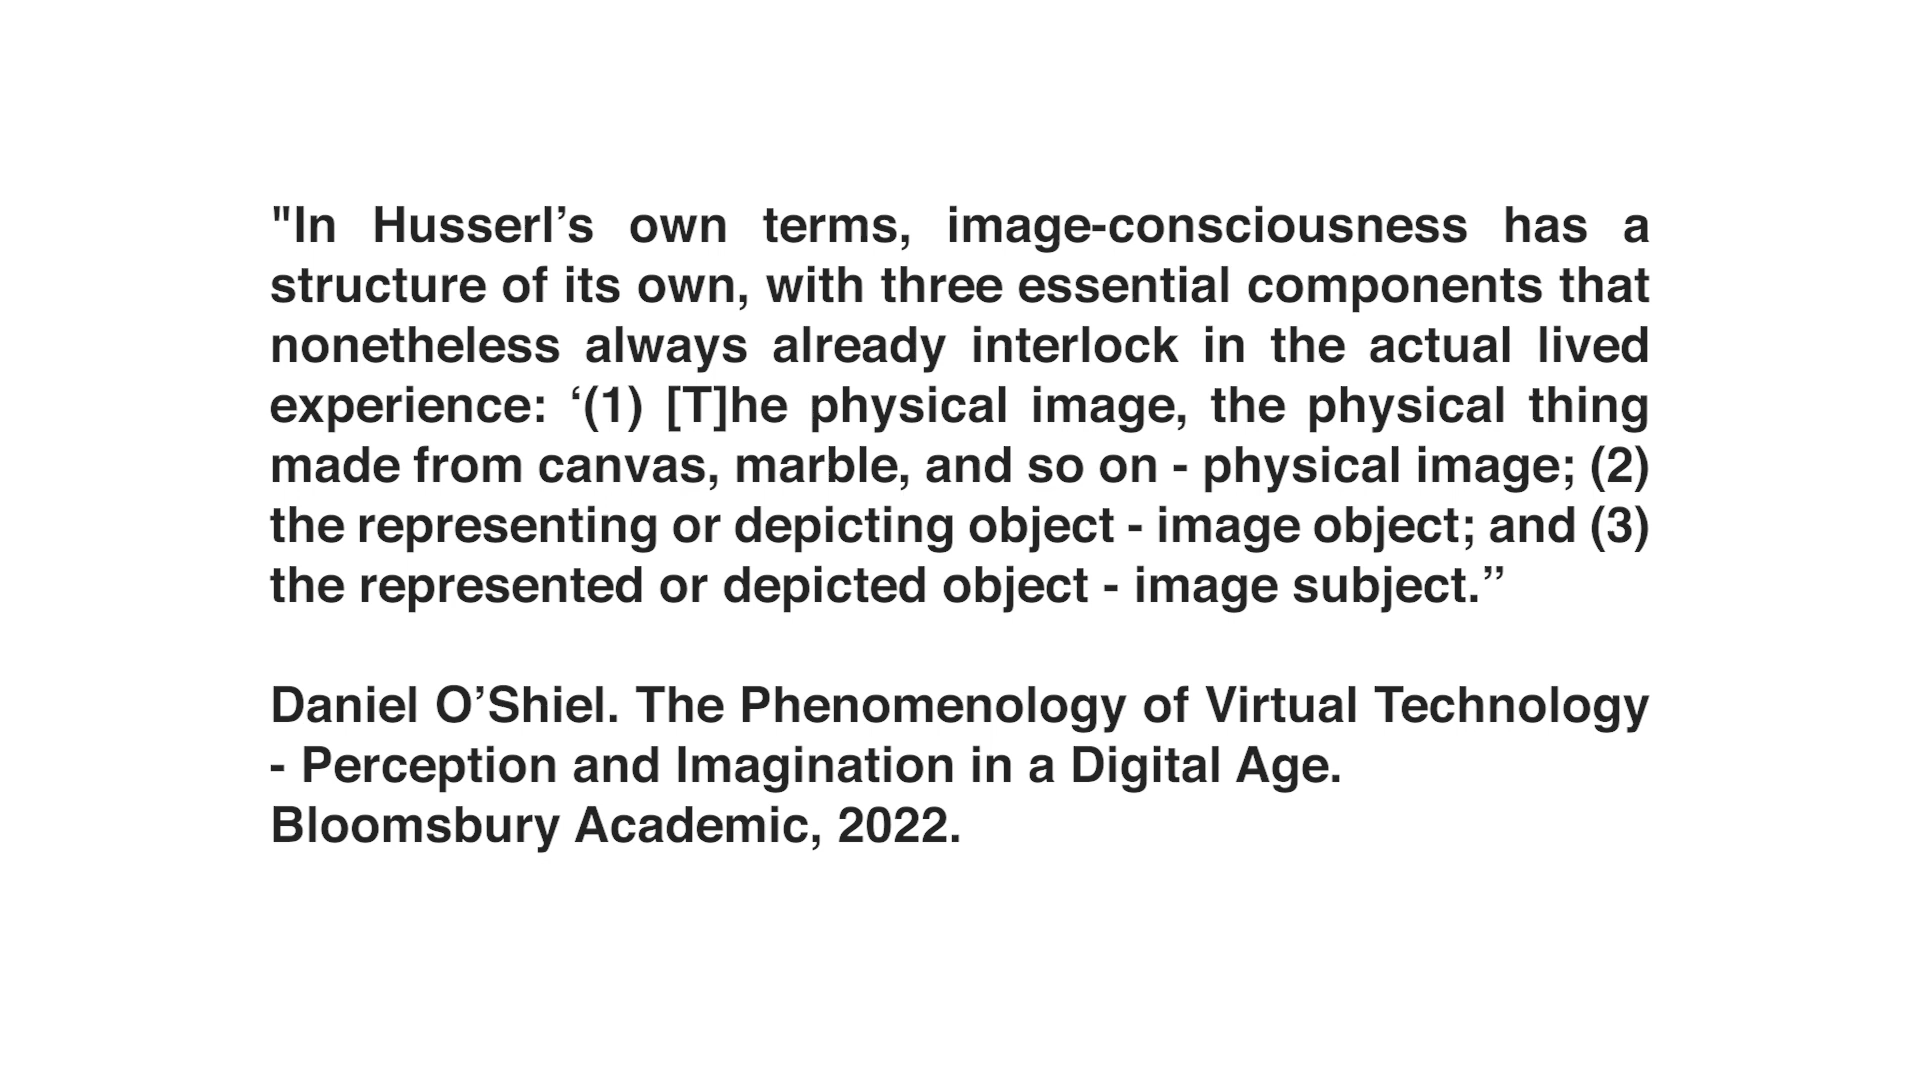 "In Husserl’s own terms, image-consciousness has a
structure of its own, with three essential components that
nonetheless always already interlock in the actual lived
experience: ‘(1) [T]he physical image, the physical thing
made from canvas, marble, and so on - physical image; (2)
the representing or depicting object - image object; and (3)
the represented or depicted object - image subject.”
Daniel O’Shiel. The Phenomenology of Virtual Technology
- Perception and Imagination in a Digital Age.
Bloomsbury Academic, 2022.